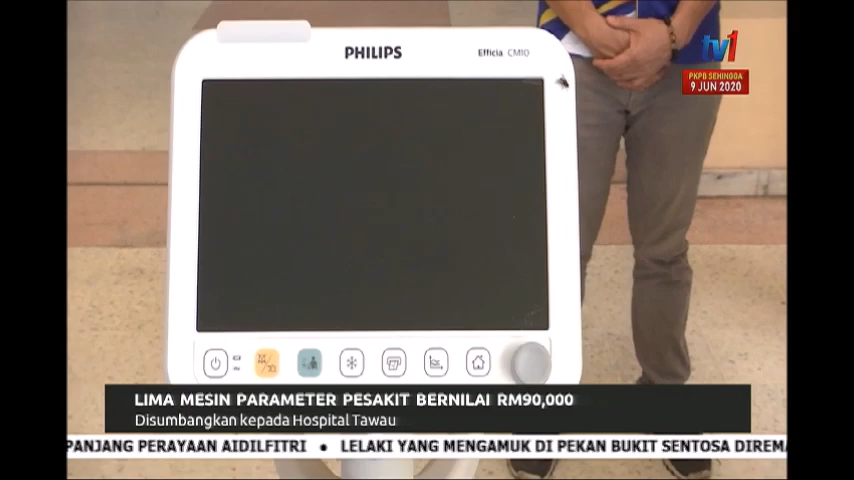 PHILIPS
Efficia CM10
tv1
PKPB SEHINGGA
9 JUN 2020
LIMA MESIN PARAMETER PESAKIT BERNILAI RM90,000
Disumbangkan kepada Hospital Tawau
PANJANG PERAYAAN AIDILFITRI • LELAKI YANG MENGAMUK DI PEKAN BUKIT SENTOSA DIREMA